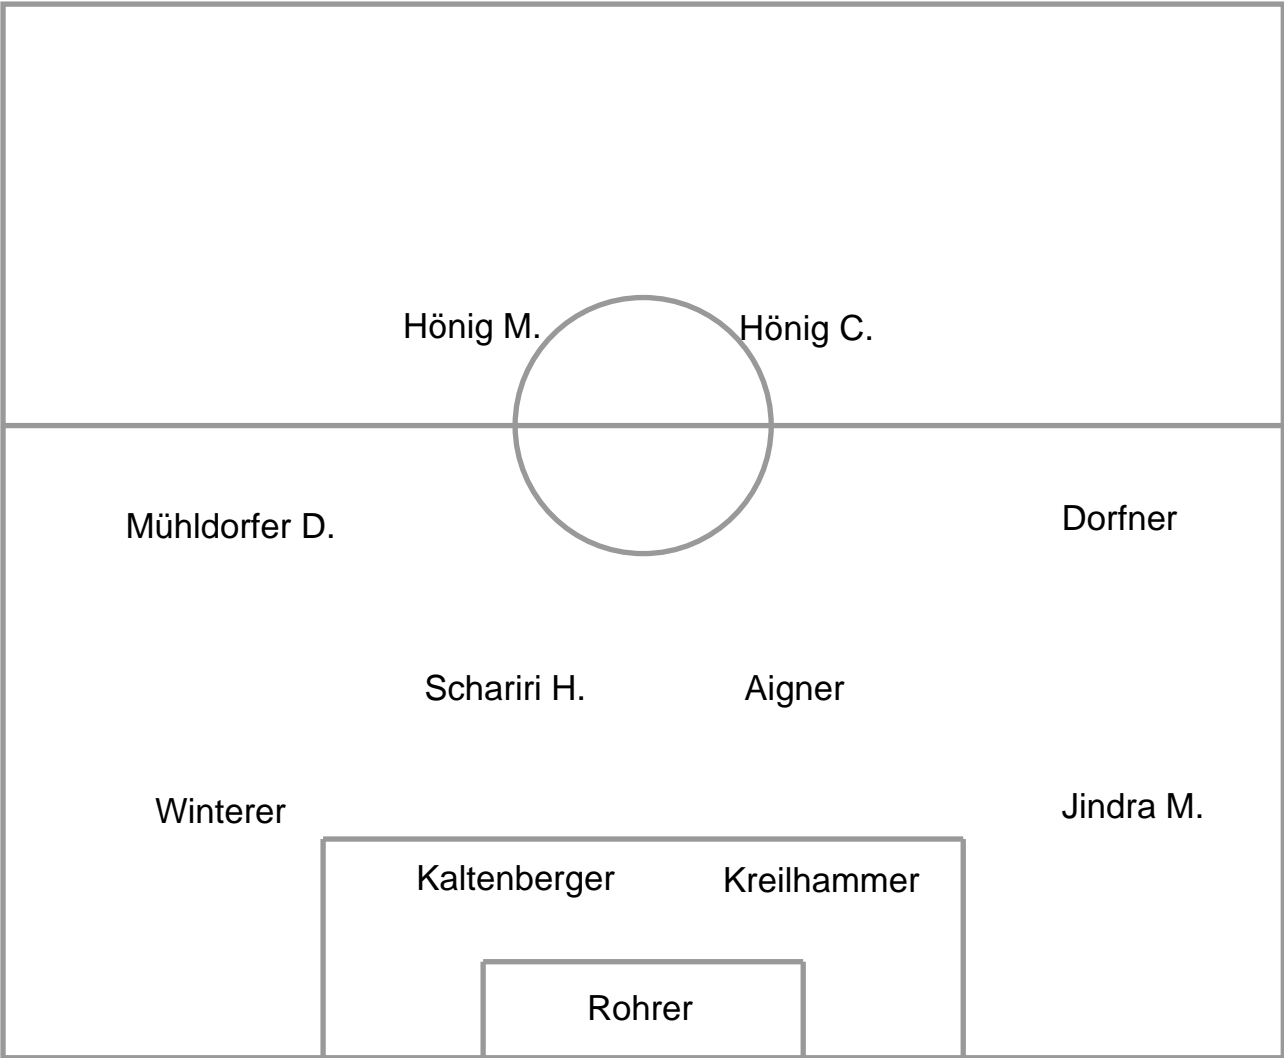 Hönig M.
Hönig C.
Mühldorfer D.
Dorfner
Schariri H.
Aigner
Winterer
Jindra M.
Kaltenberger
Kreilhammer
Rohrer